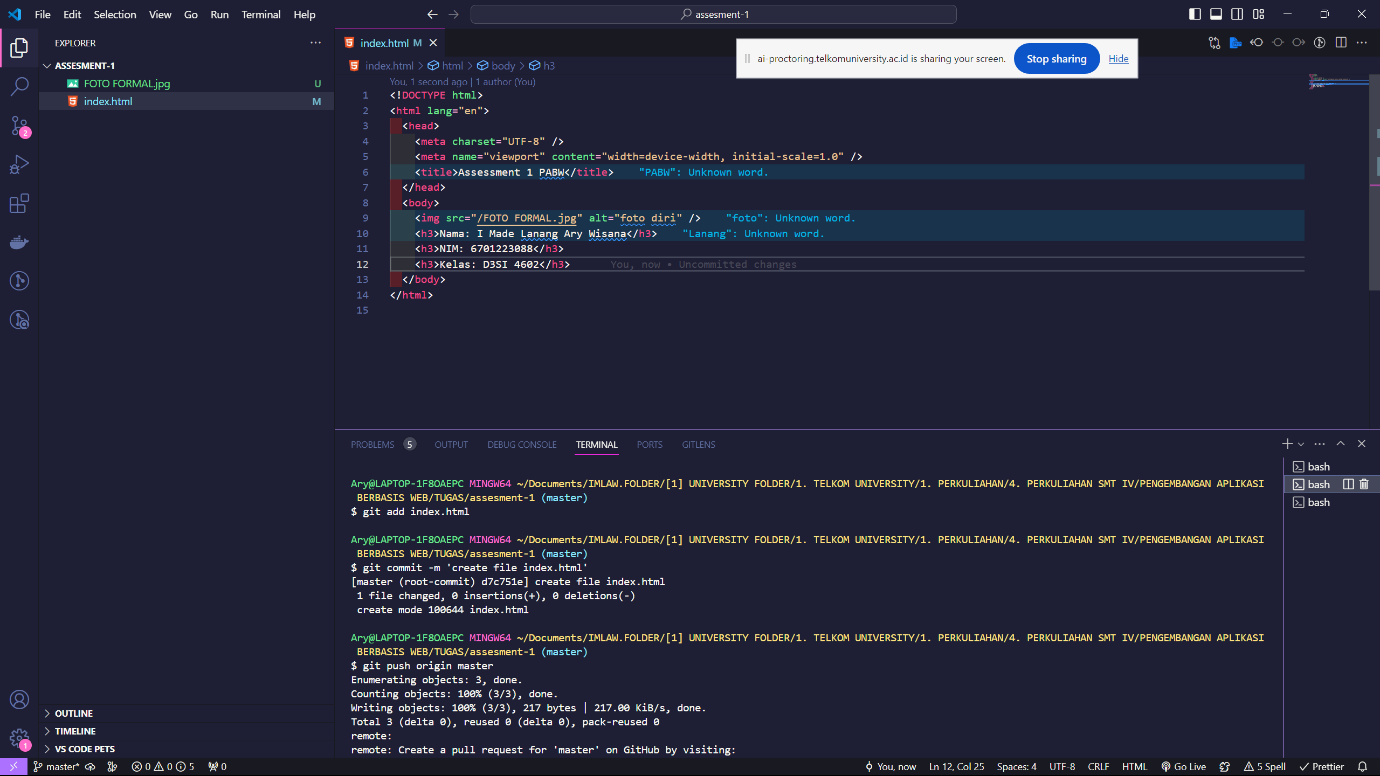 File Edit Selection View Go Run Terminal Help
assesment-1
EXPLORER
ASSESMENT-1
FOTO FORMAL.jpg U
index.html M
2
1
OUTLINE
TIMELINE
VS CODE PETS
index.html M
ai-proctoring.telkomuniversity.ac.id is sharing your screen. Stop sharing Hide
index.html > html > body > h3
You, 1 second ago | 1 author (You)
1 <!DOCTYPE html>
2 <html lang="en">
3 <head>
4 <meta charset="UTF-8" />
5 <meta name="viewport" content="width=device-width, initial-scale=1.0" />
6 <title>Assessment 1 PABW</title> "PABW": Unknown word.
7 </head>
8 <body>
9 <img src="/FOTO FORMAL.jpg" alt="foto diri" /> "foto": Unknown word.
10 <h3>Nama: I Made Lanang Ary Wisana</h3> "Lanang": Unknown word.
11 <h3>NIM: 6701223088</h3>
12 <h3>Kelas: D3SI 4602</h3> You, now • Uncommitted changes
13 </body>
14 </html>
15
PROBLEMS 5 OUTPUT DEBUG CONSOLE TERMINAL PORTS GITLENS
Ary@LAPTOP-1F8OAEPC MINGW64 ~/Documents/IMLAW.FOLDER/[1] UNIVERSITY FOLDER/1. TELKOM UNIVERSITY/1. PERKULIAHAN/4. PERKULIAHAN SMT IV/PENGEMBANGAN APLIKASI
BERBASIS WEB/TUGAS/assesment-1 (master)
$ git add index.html
Ary@LAPTOP-1F8OAEPC MINGW64 ~/Documents/IMLAW.FOLDER/[1] UNIVERSITY FOLDER/1. TELKOM UNIVERSITY/1. PERKULIAHAN/4. PERKULIAHAN SMT IV/PENGEMBANGAN APLIKASI
BERBASIS WEB/TUGAS/assesment-1 (master)
$ git commit -m 'create file index.html'
[master (root-commit) d7c751e] create file index.html
1 file changed, 0 insertions(+), 0 deletions(-)
create mode 100644 index.html
Ary@LAPTOP-1F8OAEPC MINGW64 ~/Documents/IMLAW.FOLDER/[1] UNIVERSITY FOLDER/1. TELKOM UNIVERSITY/1. PERKULIAHAN/4. PERKULIAHAN SMT IV/PENGEMBANGAN APLIKASI
BERBASIS WEB/TUGAS/assesment-1 (master)
$ git push origin master
Enumerating objects: 3, done.
Counting objects: 100% (3/3), done.
Writing objects: 100% (3/3), 217 bytes | 217.00 KiB/s, done.
Total 3 (delta 0), reused 0 (delta 0), pack-reused 0
remote:
remote: Create a pull request for 'master' on GitHub by visiting:
bash
bash
bash
master* 0 0 5 0 You, now Ln 12, Col 25 Spaces: 4 UTF-8 CRLF HTML Go Live 5 Spell Prettier